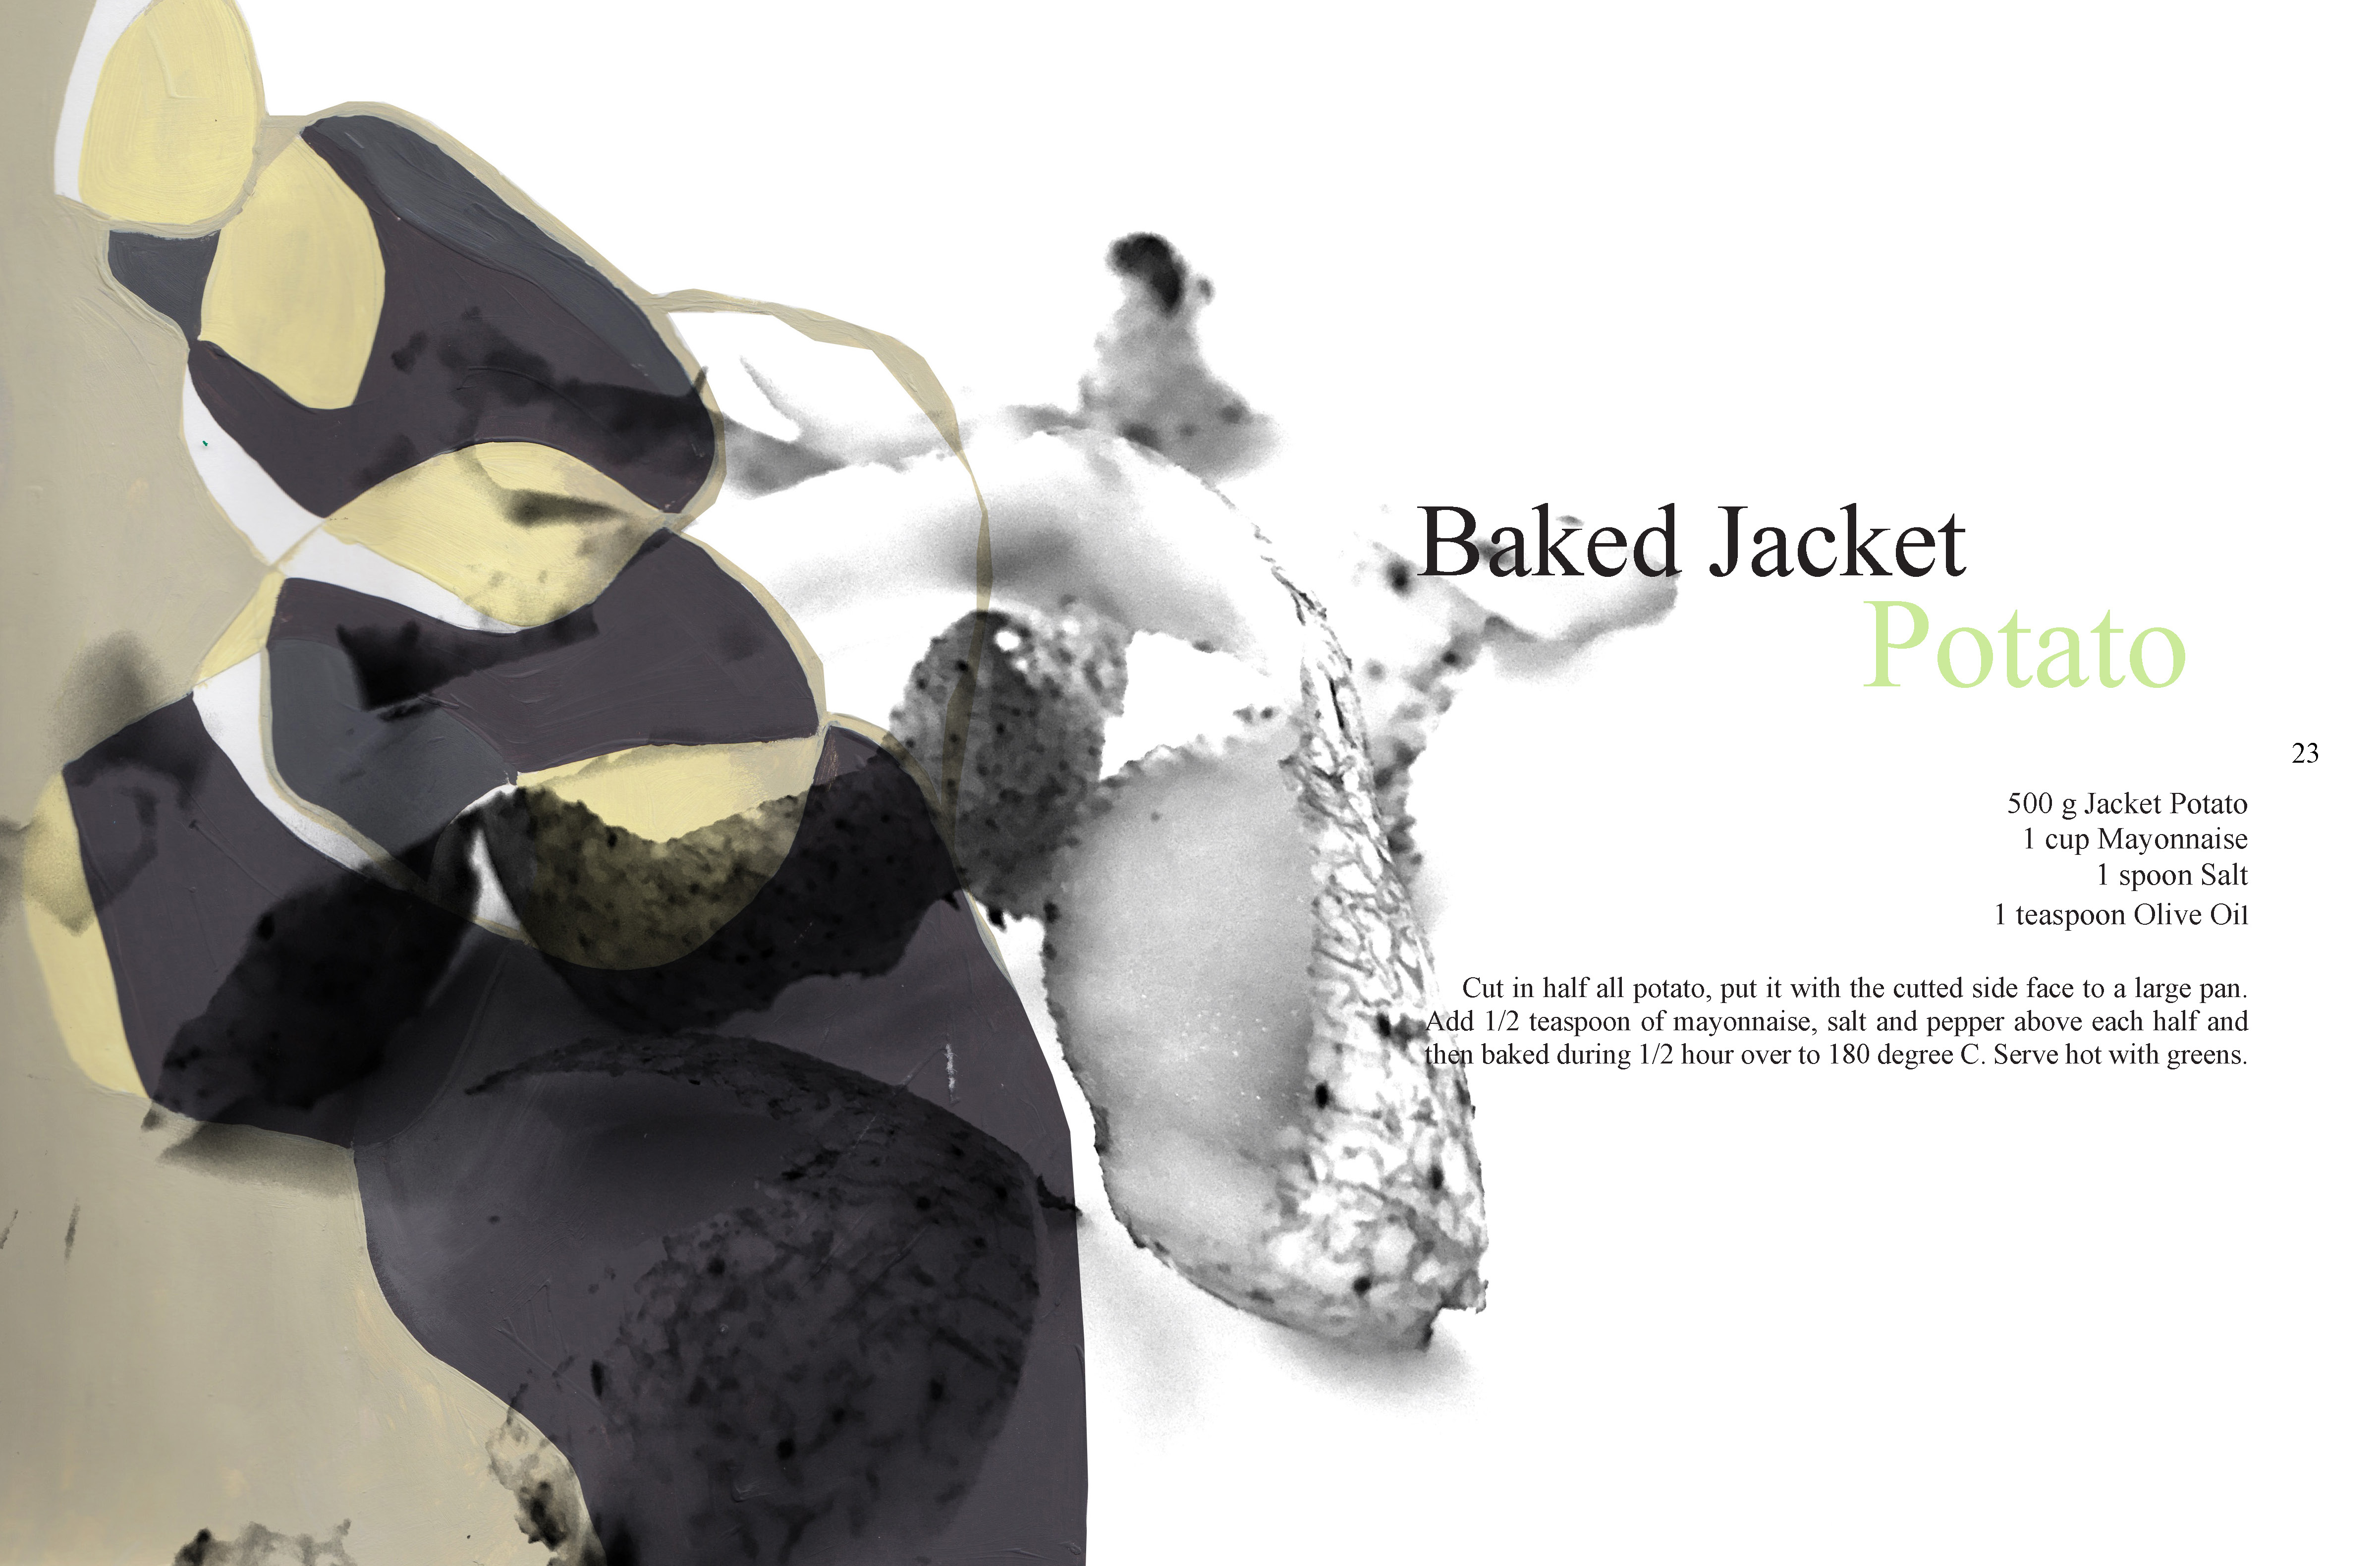 Baked Jacket
Potato
23
500 g Jacket Potato
1 cup Mayonnaise
1 spoon Salt
1 teaspoon Olive Oil
Cut in half all potato, put it with the cutted side face to a large pan.
Add 1/2 teaspoon of mayonnaise, salt and pepper above each half and
then baked during 1/2 hour over to 180 degree C. Serve hot with greens.